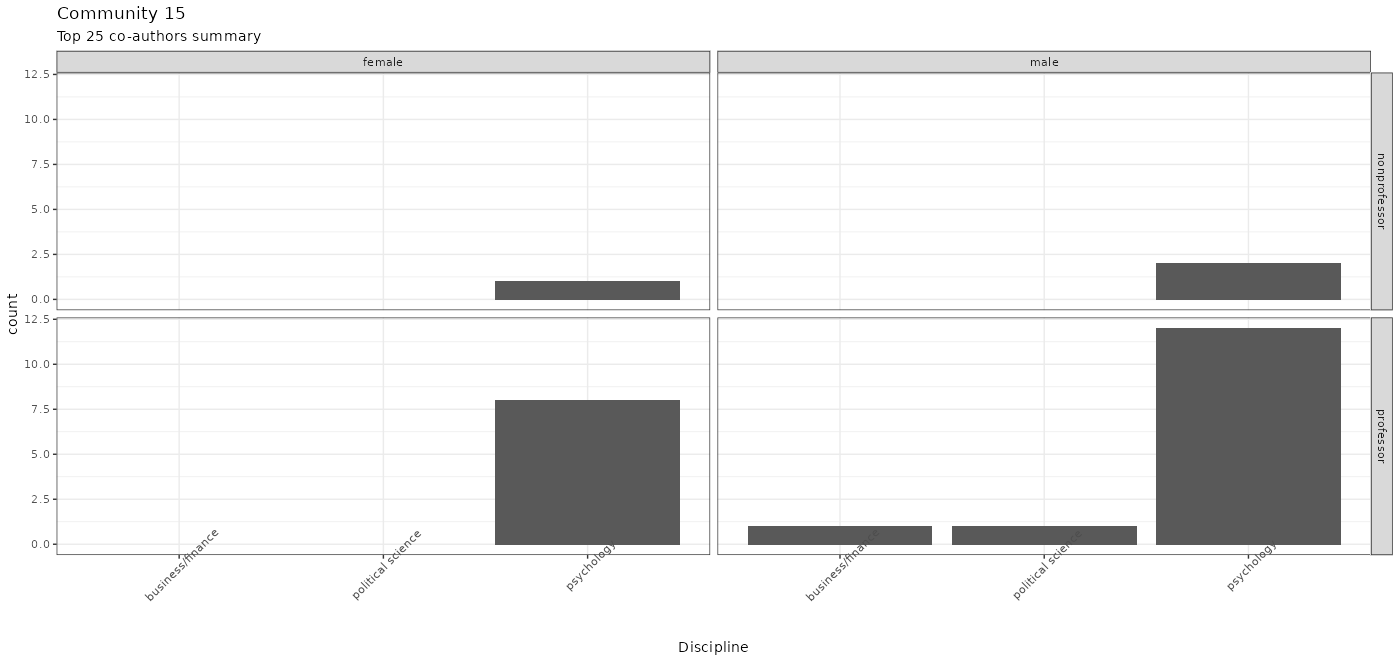 Community 15
Top 25 co-authors summary
female
male
12.5
10.0
7.5
5.0
2.5
0.0
nonprofessor
count
12.5
10.0
7.5
5.0
2.5
0.0
professor
business/finance
political science
psychology
business/finance
political science
psychology
Discipline